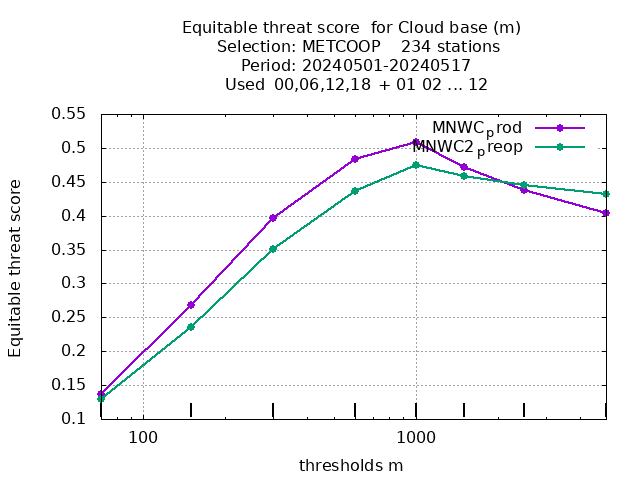 Equitable threat score  for Cloud base (m)
Selection: METCOOP    234 stations
Period: 20240501-20240517
Used  00,06,12,18 + 01 02 ... 12
MNWCprod
MNWC2preop
0.55
0.5
0.45
0.4
0.35
0.3
0.25
0.2
0.15
0.1
Equitable threat score
100
1000
thresholds m